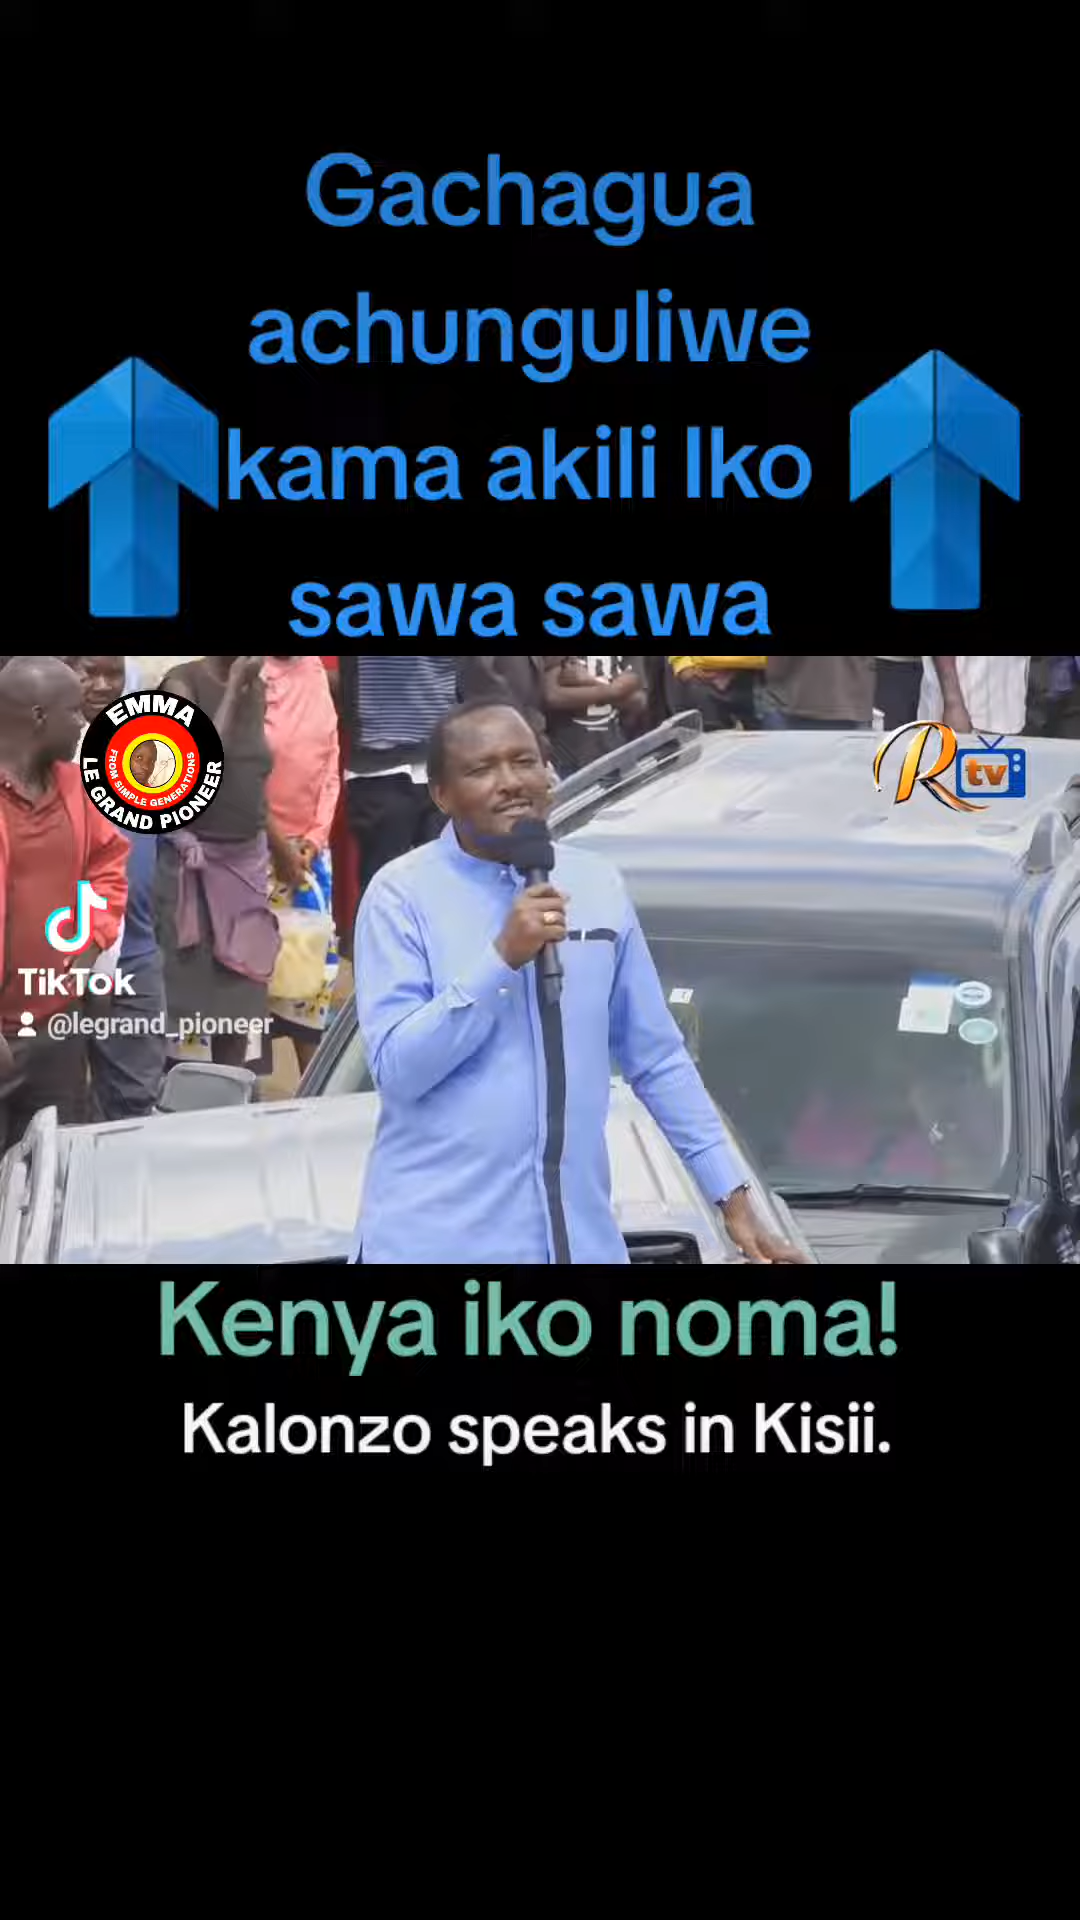 Gachagua
achunguliwe
kama akili Iko
sawa sawa
EMMA
LE GRAND PIONEER
FROM SIMPLE GENERATIONS
R tv
TikTok
@legrand_pioneer
Kenya iko noma!
Kalonzo speaks in Kisii.